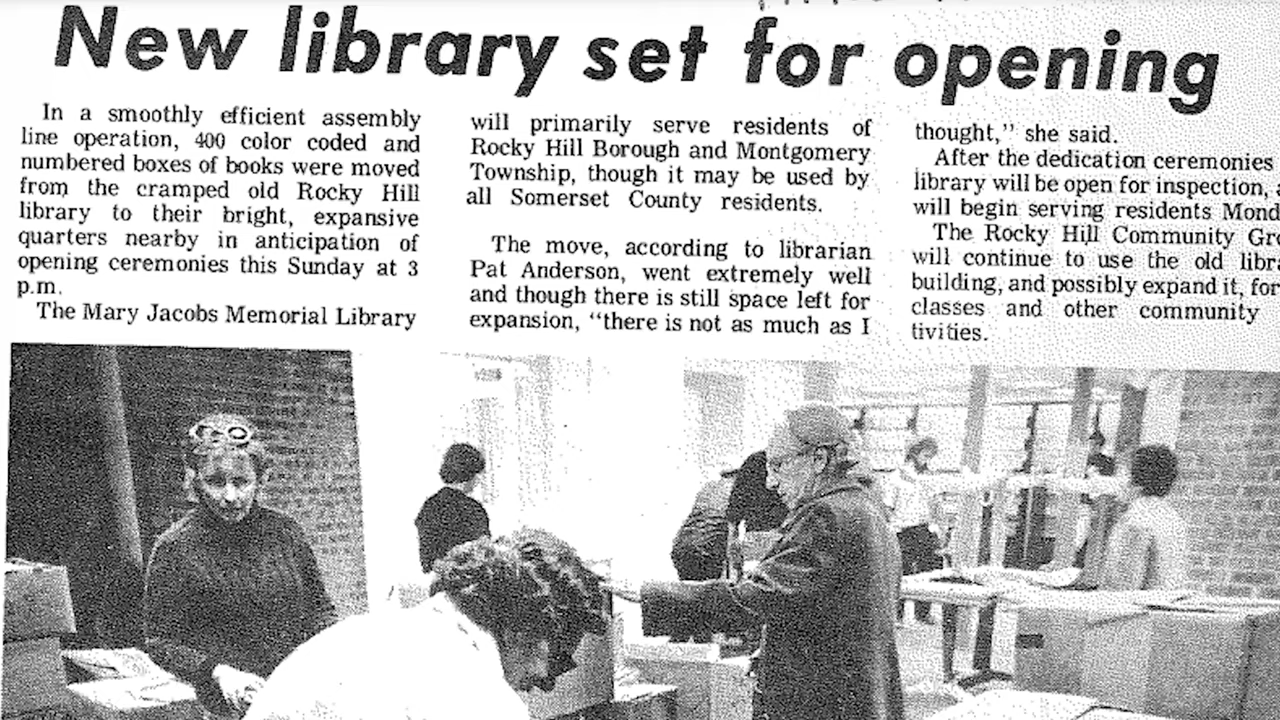 New library set for opening
In a smoothly efficient assembly
line operation, 400 color coded and
numbered boxes of books were moved
from the cramped old Rocky Hill
library to their bright, expansive
quarters nearby in anticipation of
opening ceremonies this Sunday at 3
p.m.
The Mary Jacobs Memorial Library
will primarily serve residents of
Rocky Hill Borough and Montgomery
Township, though it may be used by
all Somerset County residents.
The move, according to librarian
Pat Anderson, went extremely well
and though there is still space left for
expansion, “there is not as much as I
thought,” she said.
After the dedication ceremonies
library will be open for inspection,
will begin serving residents Mond
The Rocky Hill Community Gr
will continue to use the old libr
building, and possibly expand it, for
classes and other community
tivities.